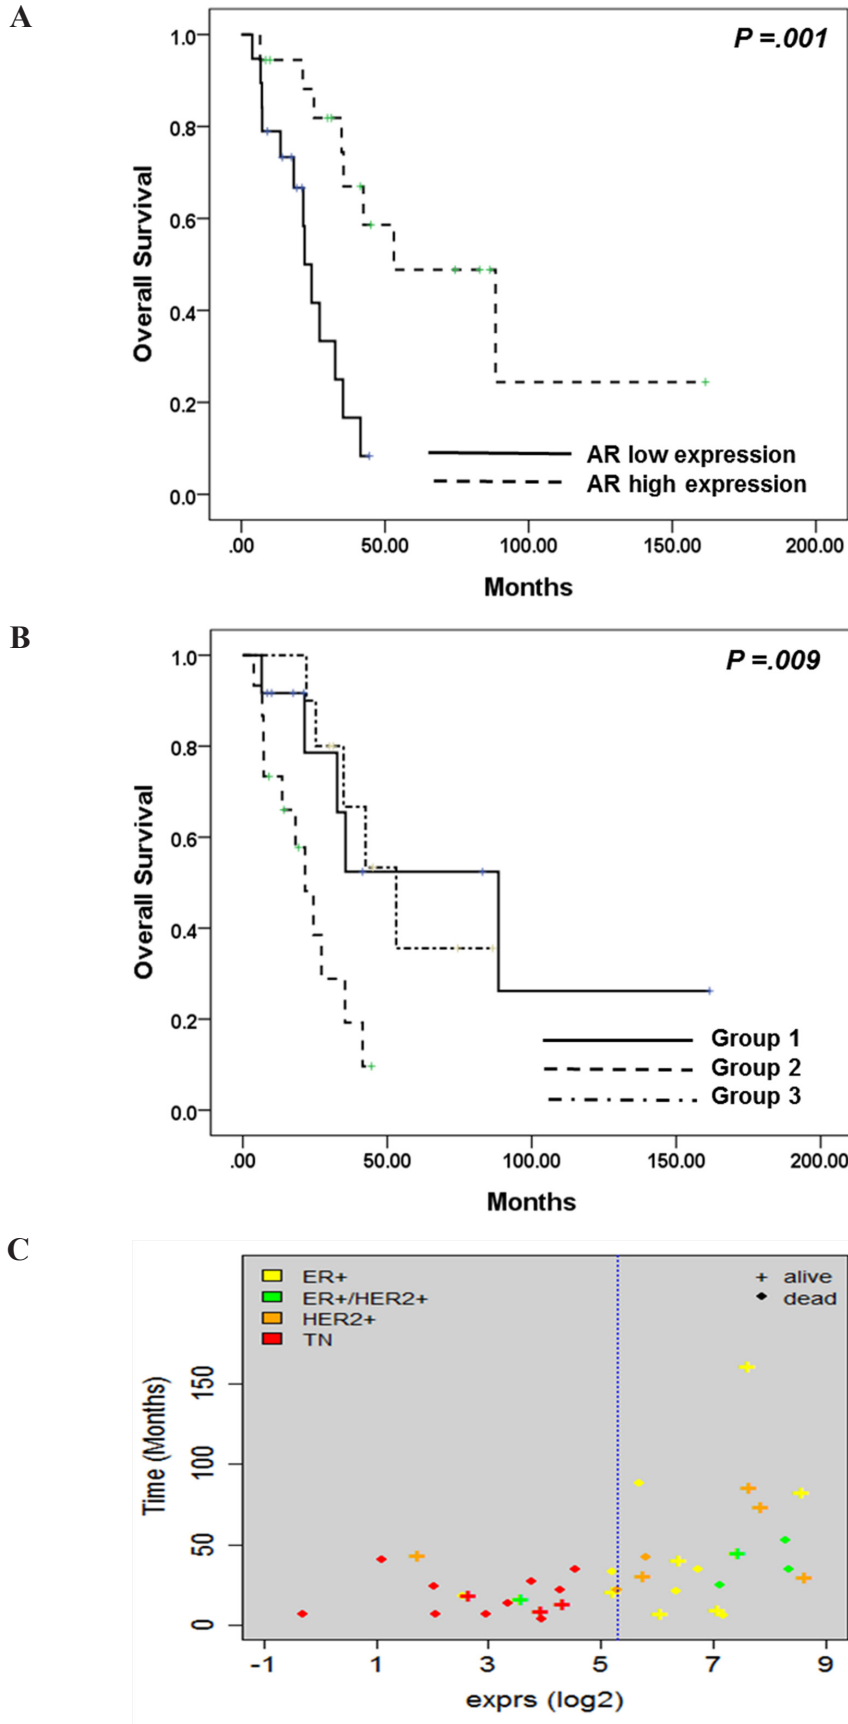 A
P =.001
1.0
0.8
0.6
0.4
0.2
0.0
Overall Survival
AR low expression
AR high expression
.00 50.00 100.00 150.00 200.00
Months
B
P =.009
1.0
0.8
0.6
0.4
0.2
0.0
Overall Survival
Group 1
Group 2
Group 3
.00 50.00 100.00 150.00 200.00
Months
C
ER+
ER+/HER2+
HER2+
TN
+ alive
dead
Time (Months)
150
100
50
0
-1 1 3 5 7 9
exprs (log2)